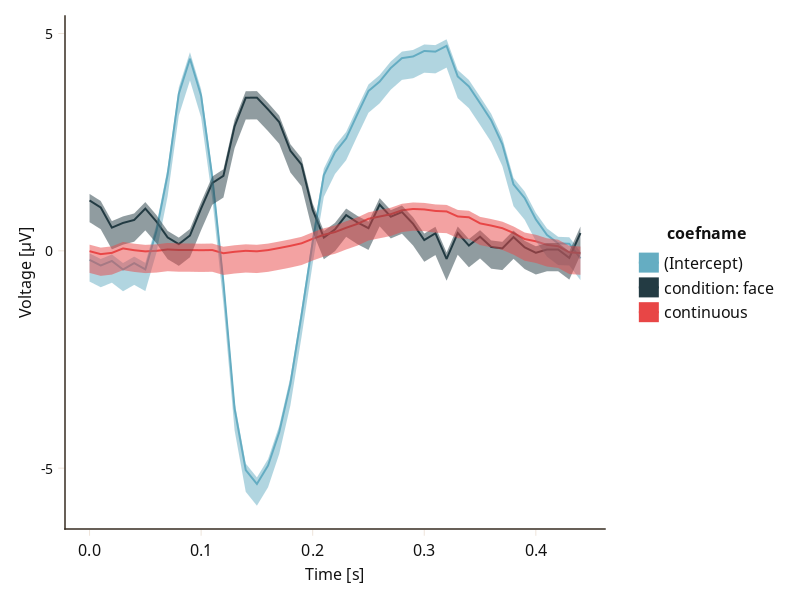 5
0
-5
Voltage [µV]
0.0 0.1 0.2 0.3 0.4
Time [s]
coefname
(Intercept)
condition: face
continuous